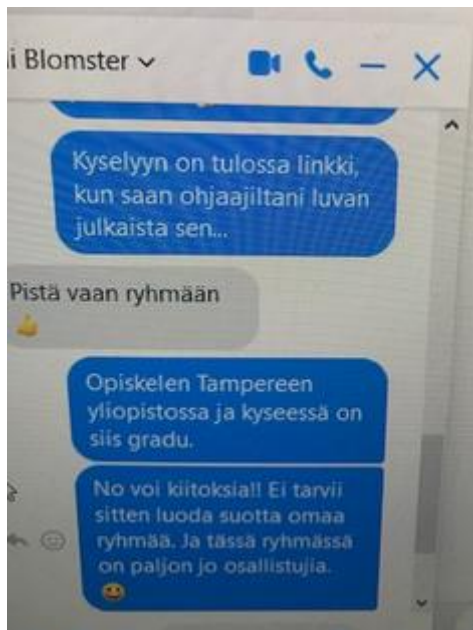 i Blomster
Kyselyyn on tulossa linkki,
kun saan ohjaajiltani luvan
julkaista sen...
Pistä vaan ryhmään
👍
Opiskelen Tampereen
yliopistossa ja kyseessä on
siis gradu.
No voi kiitoksia!! Ei tarvii
sitten luoda suotta omaa
ryhmää. Ja tässä ryhmässä
on paljon jo osallistujia.
😀